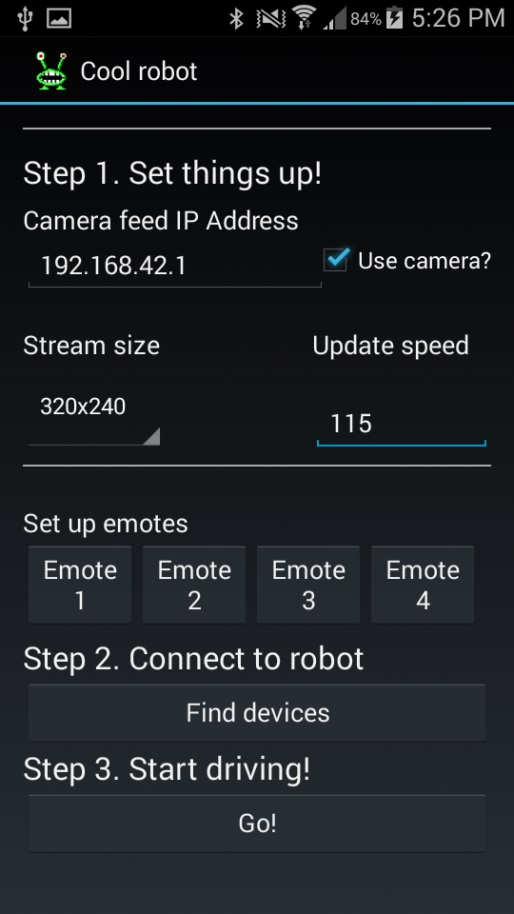 84% 5:26 PM
Cool robot
Step 1. Set things up!
Camera feed IP Address
192.168.42.1 Use camera?
Stream size Update speed
320x240 115
Set up emotes
Emote Emote Emote Emote
1 2 3 4
Step 2. Connect to robot
Find devices
Step 3. Start driving!
Go!